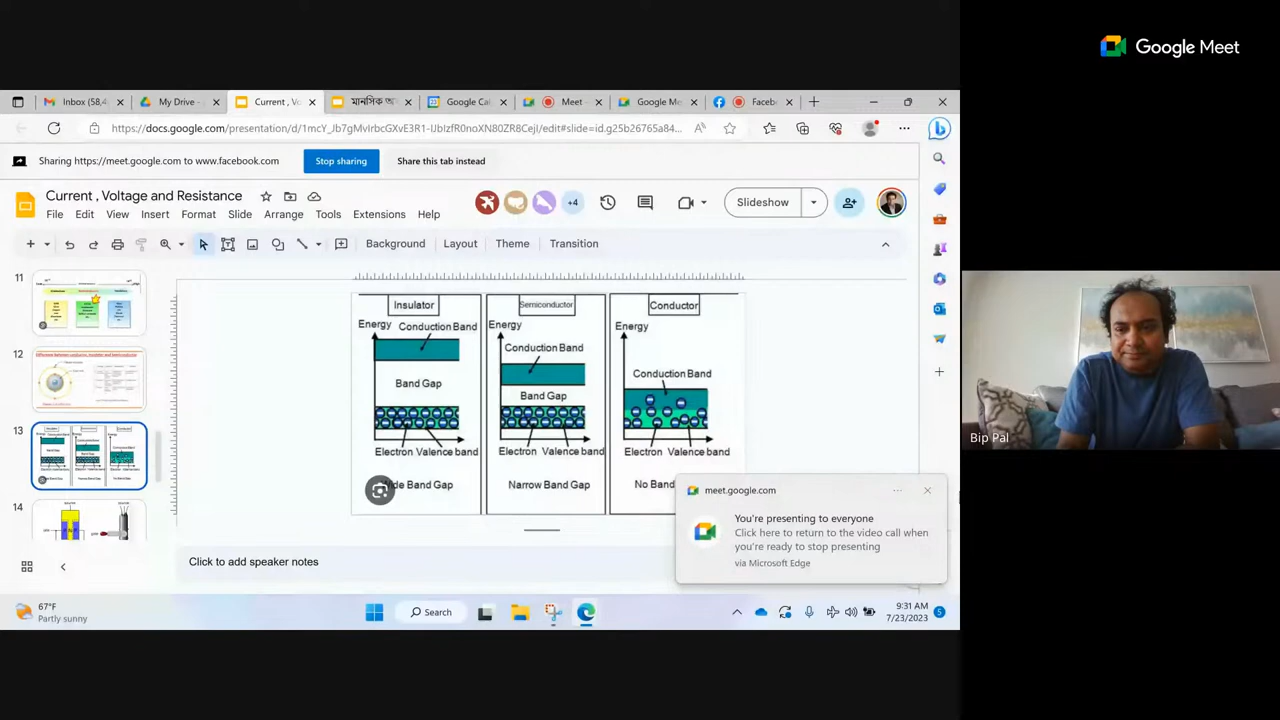 Google Meet
Inbox (58,4
My Drive -
Current , Vo
মানসিক অ
Google Cal
Meet -
Google Me
Facebo
https://docs.google.com/presentation/d/1mcY_Jb7gMvIrbcGXvE3R1-IJbIzfR0noXN80ZR8CejI/edit#slide=id.g25b26765a84...
Sharing https://meet.google.com to www.facebook.com
Stop sharing
Share this tab instead
Current , Voltage and Resistance
+4
Slideshow
File Edit View Insert Format Slide Arrange Tools Extensions Help
Background Layout Theme Transition
11
12
13
14
Insulator
Semiconductor
Conductor
Energy
Conduction Band
Energy
Conduction Band
Energy
Conduction Band
Band Gap
Band Gap
Electron Valence band
Electron Valence band
Electron Valence band
de Band Gap
Narrow Band Gap
No Band
meet.google.com
You're presenting to everyone
Click here to return to the video call when
you're ready to stop presenting
via Microsoft Edge
Click to add speaker notes
Bip Pal
67°F
Partly sunny
Search
9:31 AM
7/23/2023
5